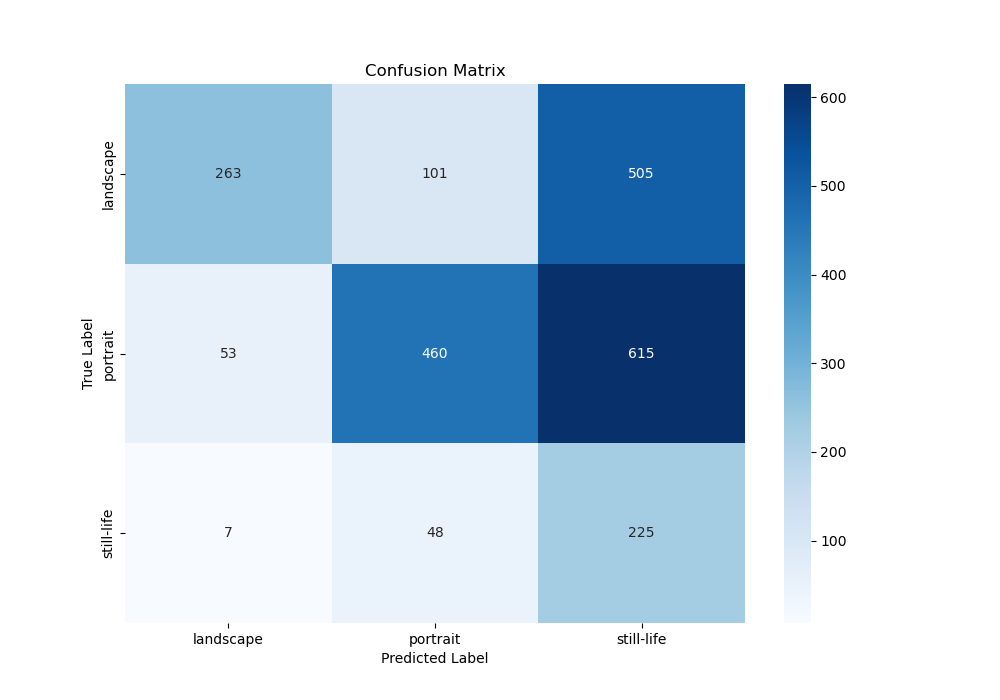 Confusion Matrix
landscape
263
101
505
True Label
portrait
53
460
615
still-life
7
48
225
landscape
portrait
still-life
Predicted Label
600
500
400
300
200
100